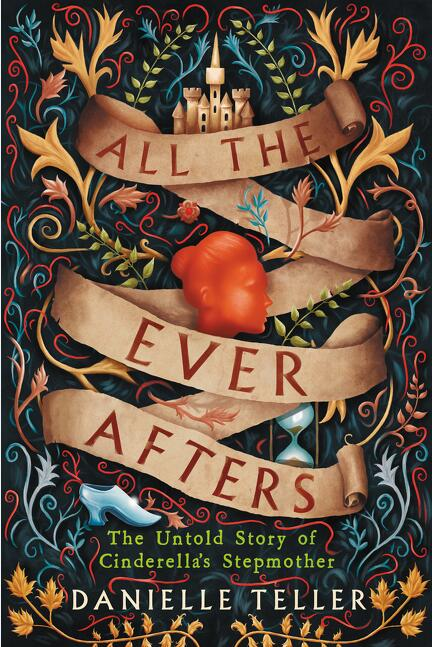 ALL THE
EVER
AFTERS
The Untold Story of
Cinderella's Stepmother
DANIELLE TELLER